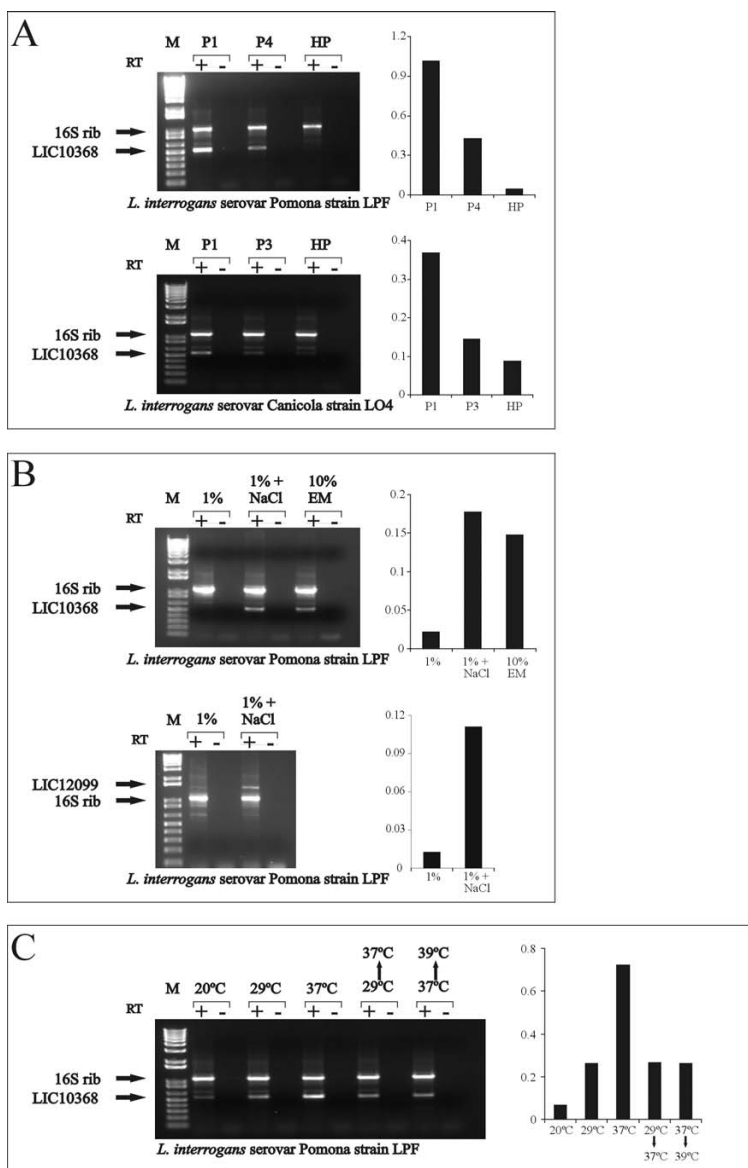 A
M P1 P4 HP
RT + - + - + -
16S rib
LIC10368
L. interrogans serovar Pomona strain LPF
1.2
0.9
0.6
0.3
0
P1 P4 HP
M P1 P3 HP
RT + - + - + -
16S rib
LIC10368
L. interrogans serovar Canicola strain LO4
0.4
0.3
0.2
0.1
0
P1 P3 HP
B
1% + 10%
M 1% NaCl EM
RT + - + - + -
16S rib
LIC10368
L. interrogans serovar Pomona strain LPF
0.2
0.15
0.1
0.05
0
1% 1% + 10%
NaCl EM
1% +
M 1% NaCl
RT + - + -
LIC12099
16S rib
L. interrogans serovar Pomona strain LPF
0.12
0.09
0.06
0.03
0
1% 1% +
NaCl
C
37ºC 39ºC
M 20ºC 29ºC 37ºC 29ºC 37ºC
RT + - + - + - + - + -
16S rib
LIC10368
L. interrogans serovar Pomona strain LPF
0.8
0.6
0.4
0.2
0
20ºC 29ºC 37ºC 29ºC 37ºC
37ºC 39ºC